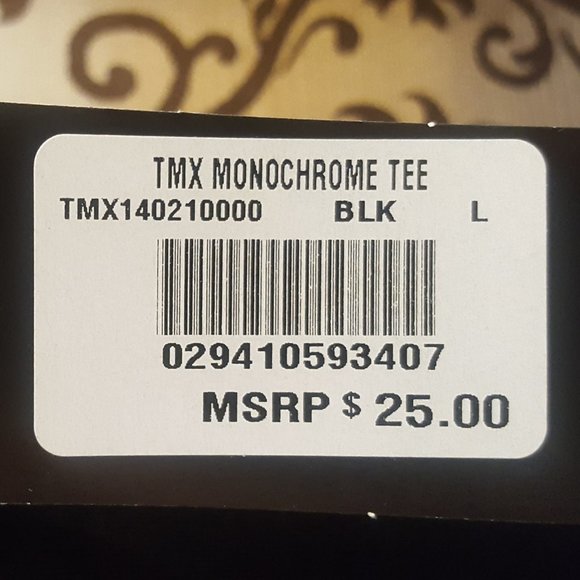 TMX MONOCHROME TEE
TMX140210000 BLK L
029410593407
MSRP $ 25.00